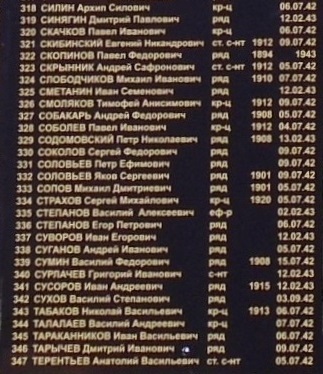 318 СИЛИН Архип Силович кр-ц 06.07.42
319 СИНЯГИН Дмитрий Павлович ряд 12.02.43
320 СКАЧКОВ Павел Иванович кр-ц 06.07.42
321 СКИБИНСКИЙ Евгений Никандрович ст. с-нт 1912 09.07.42
322 СКОПИНОВ Павел Федорович ряд 1894 1943
323 СКРЫННИК Андрей Сафронович ст. с-нт 1912 05.07.42
324 СЛОБОДЧИКОВ Михаил Иванович ряд 1910 07.07.42
325 СМЕТАНИН Иван Семенович ряд 12.02.43
326 СМОЛЯКОВ Тимофей Анисимович кр-ц 1912 09.07.42
327 СОБАКАРЬ Андрей Федорович ряд 1908 05.07.42
328 СОБОЛЕВ Павел Иванович кр-ц 1912 04.07.42
329 СОДОМОВСКИЙ Петр Николаевич ряд 1908 13.02.43
330 СОКОЛОВ Сергей Федорович ряд 09.07.42
331 СОЛОВЬЕВ Петр Ефимович ряд 09.07.42
332 СОЛОВЬЕВ Яков Сергеевич ряд 1901 09.07.42
333 СОПОВ Михаил Дмитриевич ряд 1901 05.07.42
334 СТРАХОВ Сергей Михайлович кр-ц 1920 05.07.42
335 СТЕПАНОВ Василий Алексеевич еф-р 02.02.43
336 СТЕПАНОВ Егор Петрович ряд 06.07.42
337 СУВОРОВ Иван Егорович ряд 12.02.43
338 СУГАНОВ Андрей Иванович ряд 05.07.42
339 СУМИН Василий Федорович ряд 1908 15.07.42
340 СУРЛАЧЕВ Григорий Иванович с-нт 12.02.43
341 СУСОРОВ Иван Андреевич ряд 1915 12.02.43
342 СУХОВ Василий Степанович ряд 03.09.42
343 ТАБАКОВ Николай Васильевич кр-ц 1913 06.07.42
344 ТАЛАЛАЕВ Василий Антонович кр-ц 07.07.42
345 ТАРАКАННИКОВ Иван Васильевич ряд 06.07.42
346 ТАРЫЧЕВ Дмитрий Иванович ряд 09.07.42
347 ТЕРЕНТЬЕВ Анатолий Васильевич ст. с-нт 05.07.42